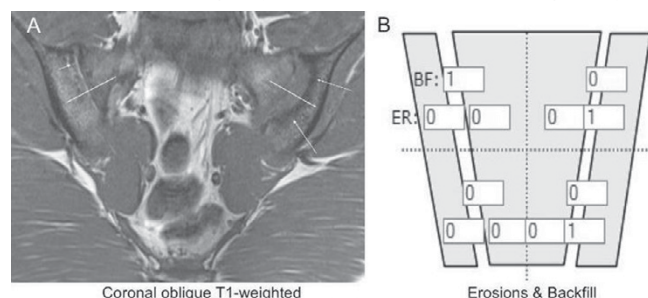 A
B
BF: 1 0
ER: 0 0 0 1
0 0
0 0 0 1
Coronal oblique T1-weighted
Erosions & Backfill